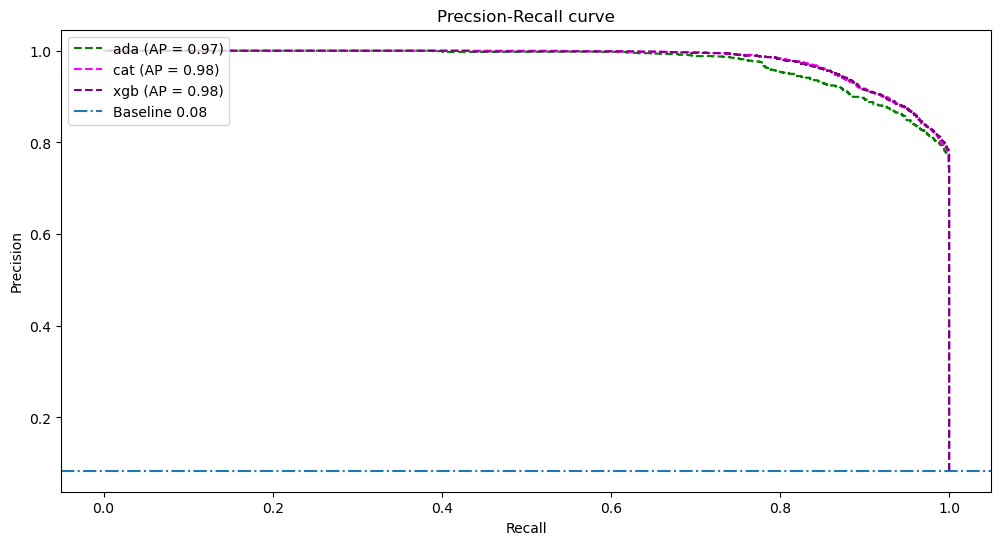 Precsion-Recall curve
ada (AP = 0.97)
cat (AP = 0.98)
xgb (AP = 0.98)
Baseline 0.08
1.0
0.8
0.6
0.4
0.2
Precision
0.0 0.2 0.4 0.6 0.8 1.0
Recall